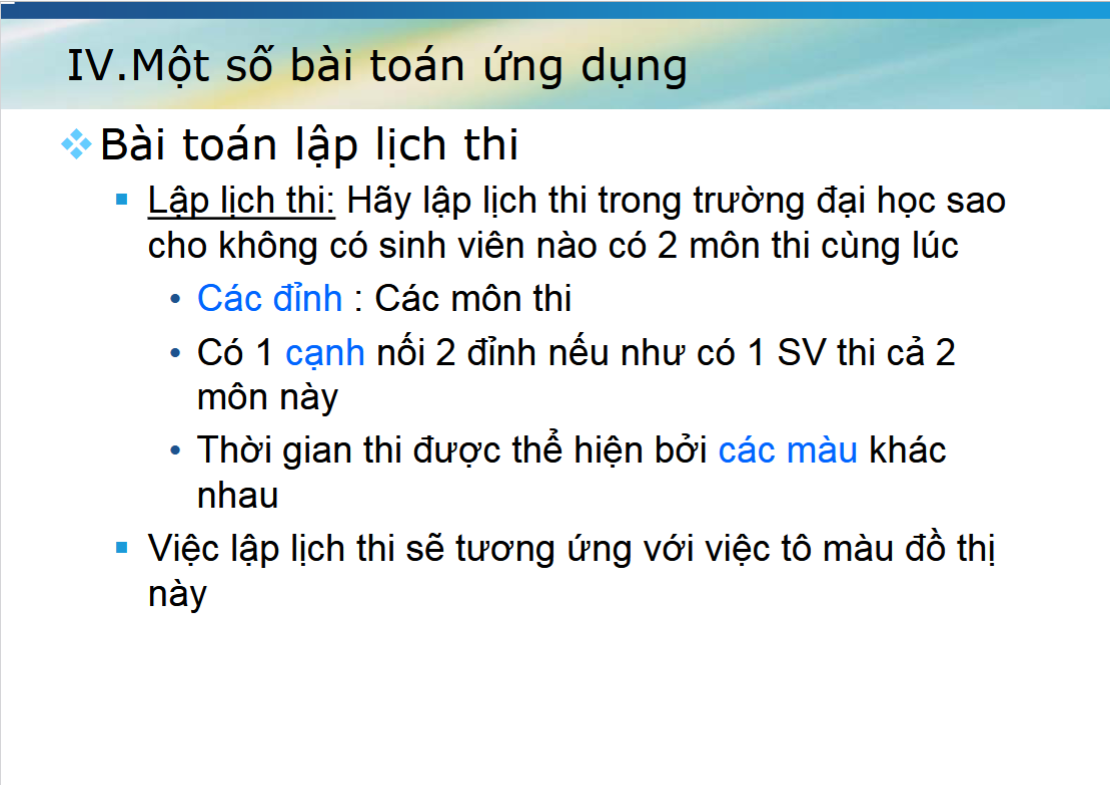 IV.Một số bài toán ứng dụng
Bài toán lập lịch thi
Lập lịch thi: Hãy lập lịch thi trong trường đại học sao
cho không có sinh viên nào có 2 môn thi cùng lúc
Các đỉnh : Các môn thi
Có 1 cạnh nối 2 đỉnh nếu như có 1 SV thi cả 2
môn này
Thời gian thi được thể hiện bởi các màu khác
nhau
Việc lập lịch thi sẽ tương ứng với việc tô màu đồ thị
này